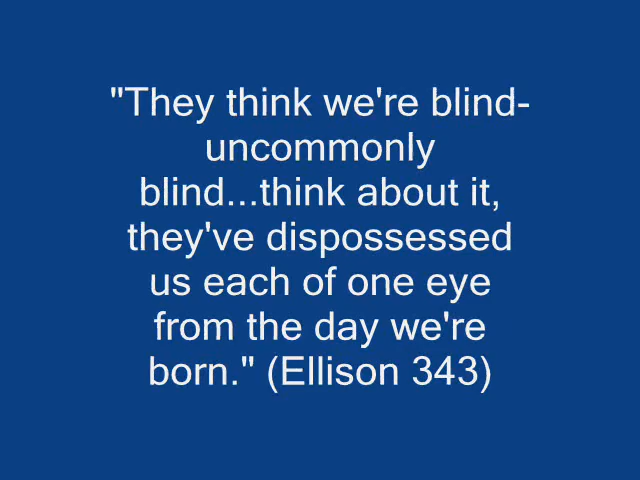 "They think we're blind-
uncommonly
blind...think about it,
they've dispossessed
us each of one eye
from the day we're
born." (Ellison 343)